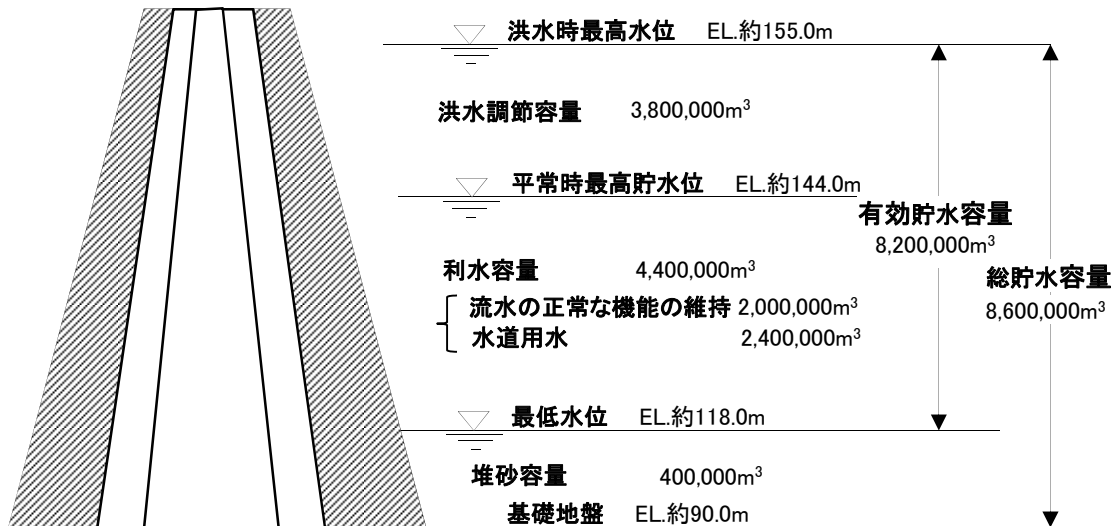 洪水時最高水位 EL.約155.0m
洪水調節容量 3,800,000m³
平常時最高貯水位 EL.約144.0m
有効貯水容量
8,200,000m³
利水容量 4,400,000m³
総貯水容量
8,600,000m³
流水の正常な機能の維持 2,000,000m³
水道用水 2,400,000m³
最低水位 EL.約118.0m
堆砂容量 400,000m³
基礎地盤 EL.約90.0m